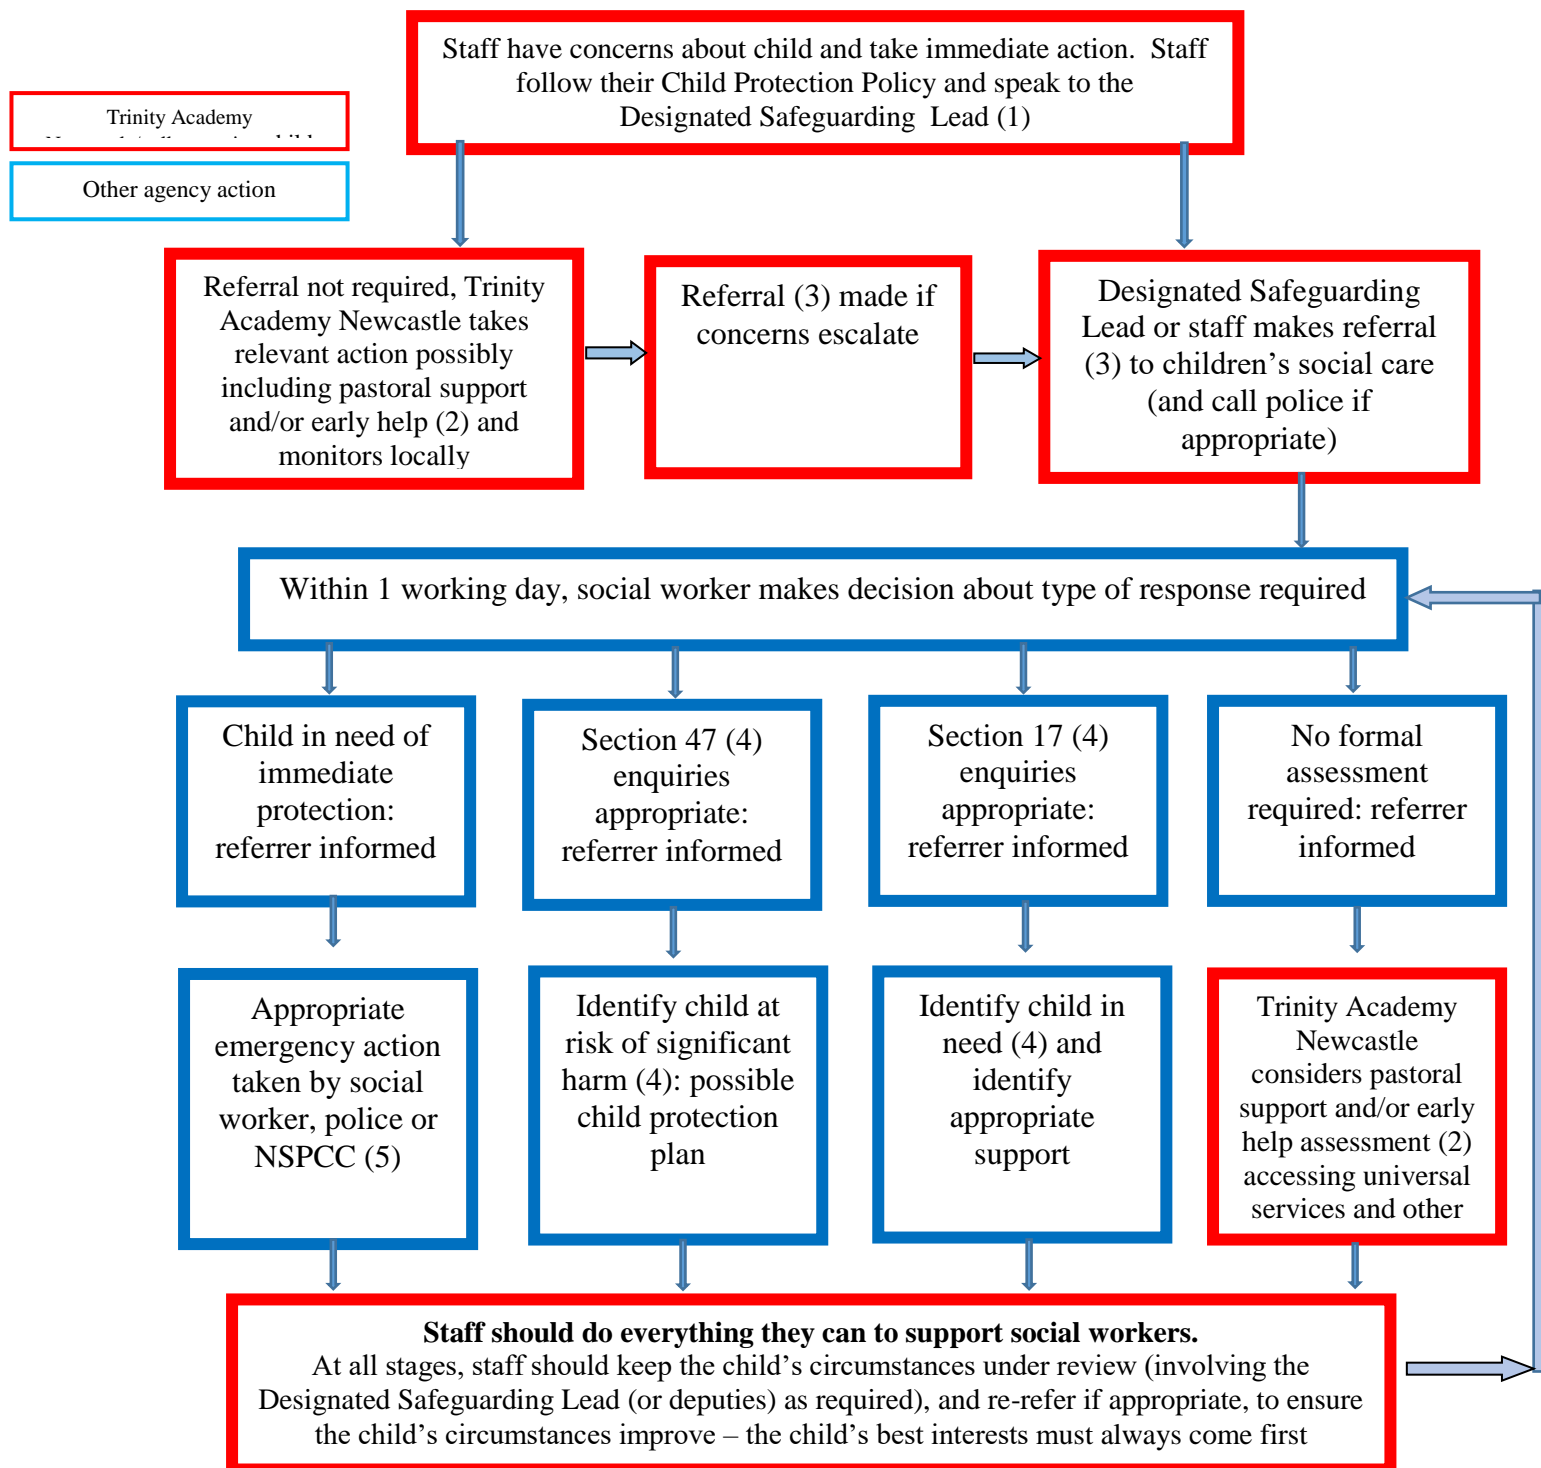 Staff have concerns about child and take immediate action.  Staff
follow their Child Protection Policy and speak to the
Designated Safeguarding  Lead (1)
Trinity Academy
Other agency action
Referral not required, Trinity
Academy Newcastle takes
relevant action possibly
including pastoral support
and/or early help (2) and
monitors locally
Referral (3) made if
concerns escalate
Designated Safeguarding
Lead or staff makes referral
(3) to children’s social care
(and call police if
appropriate)
Within 1 working day, social worker makes decision about type of response required
Child in need of
immediate
protection:
referrer informed
Section 47 (4)
enquiries
appropriate:
referrer informed
Section 17 (4)
enquiries
appropriate:
referrer informed
No formal
assessment
required: referrer
informed
Appropriate
emergency action
taken by social
worker, police or
NSPCC (5)
Identify child at
risk of significant
harm (4): possible
child protection
plan
Identify child in
need (4) and
identify
appropriate
support
Trinity Academy
Newcastle
considers pastoral
support and/or early
help assessment (2)
accessing universal
services and other
Staff should do everything they can to support social workers.
At all stages, staff should keep the child’s circumstances under review (involving the
Designated Safeguarding Lead (or deputies) as required), and re-refer if appropriate, to ensure
the child’s circumstances improve – the child’s best interests must always come first